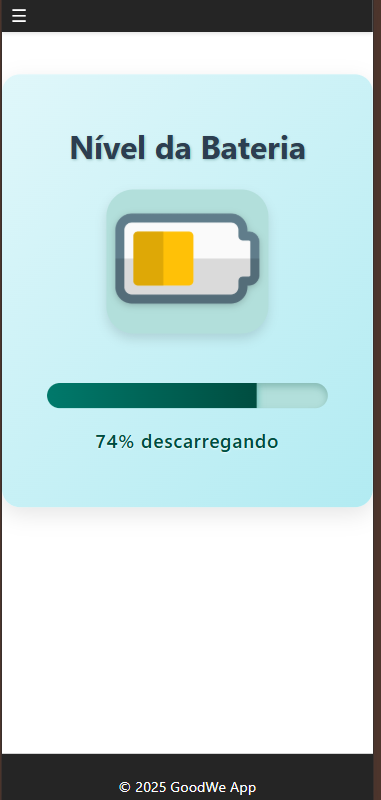 ☰
Nível da Bateria
74% descarregando
© 2025 GoodWe App